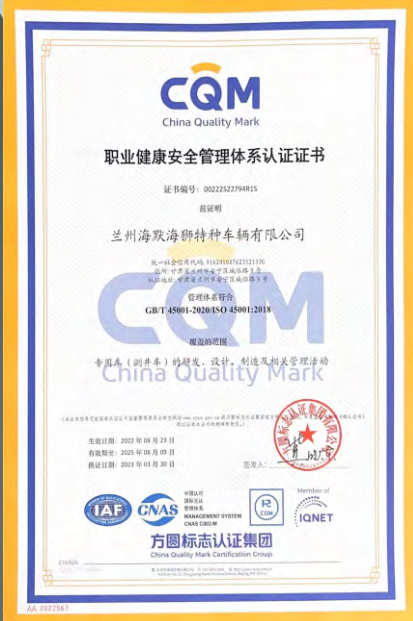 CQM
China Quality Mark
职业健康安全管理体系认证证书
证书编号：00222S22794R1S
兹证明
兰州海默海狮特种车辆有限公司
管理体系符合
GB/T 45001-2020/ISO 45001:2018
覆盖的范围
专用车（测井车）的研发、设计、制造及相关管理活动
CQM
China Quality Mark
生效日期：2022 年 08 月 23 日
有效期至：2025 年 08 月 09 日
换证日期：2023 年 03 月 30 日
签发人：
IAF
CNAS
中国认可
国际互认
管理体系
MANAGEMENT SYSTEM
CNAS C002-M
R
CQM
Member of
IQNET
方圆标志认证集团
China Quality Mark Certification Group
AA 0022567